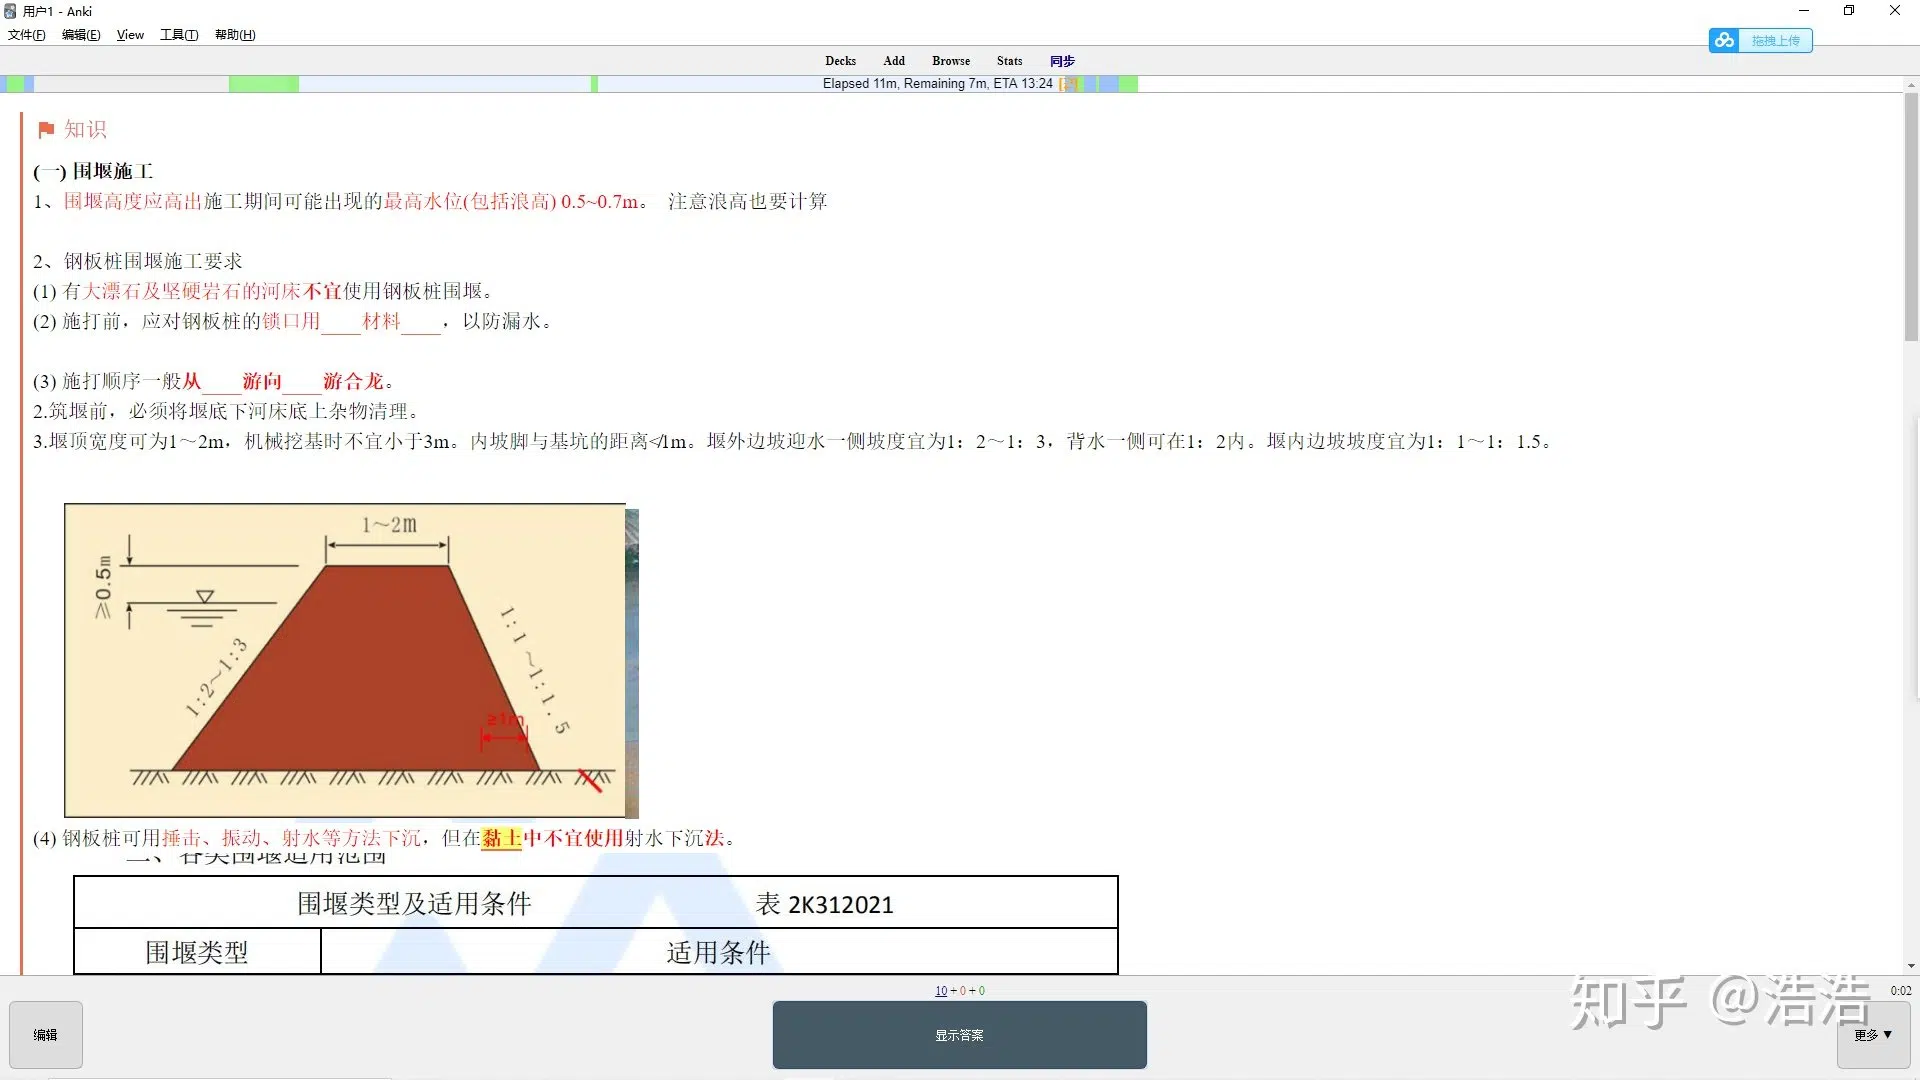 用户1 - Anki
文件(F) 编辑(E) View 工具(T) 帮助(H)
拖拽上传
Decks Add Browse Stats 同步
Elapsed 11m, Remaining 7m, ETA 13:24
知识
(一) 围堰施工
1、围堰高度应高出施工期间可能出现的最高水位(包括浪高) 0.5~0.7m。 注意浪高也要计算
2、钢板桩围堰施工要求
(1) 有大漂石及坚硬岩石的河床不宜使用钢板桩围堰。
(2) 施打前，应对钢板桩的锁口用____材料____，以防漏水。
(3) 施打顺序一般从____游向____游合龙。
2.筑堰前，必须将堰底下河床底上杂物清理。
3.堰顶宽度可为1～2m，机械挖基时不宜小于3m。内坡脚与基坑的距离≮1m。堰外边坡迎水一侧坡度宜为1：2～1：3，背水一侧可在1：2内。堰内边坡坡度宜为1：1～1：1.5。
1～2m
≥0.5m
1:2～1:3
1:1～1:1.5
≥1m
(4) 钢板桩可用捶击、振动、射水等方法下沉，但在黏土中不宜使用射水下沉法。
二、各类围堰适用范围
围堰类型及适用条件 表 2K312021
围堰类型 适用条件
10 + 0 + 0
0:02
编辑
显示答案
更多 ▼
知乎 @浩浩